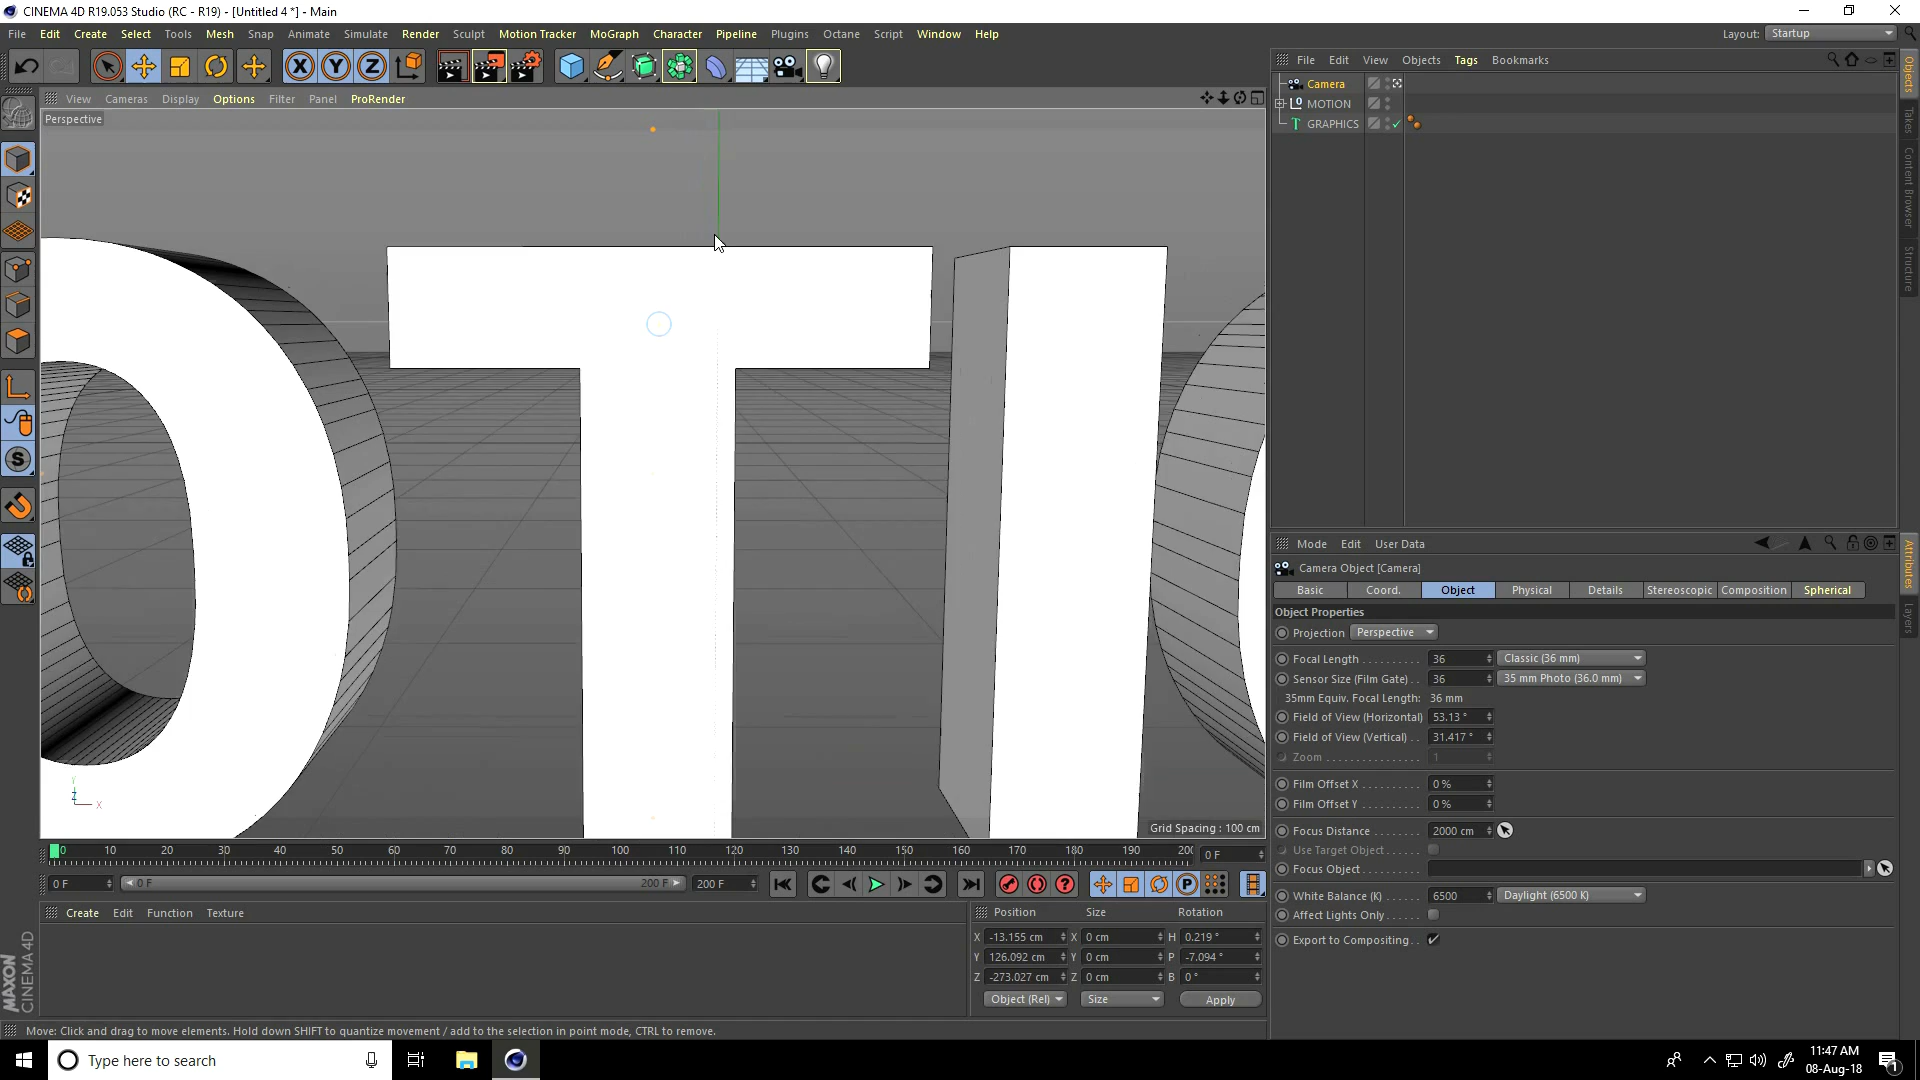 CINEMA 4D R19.053 Studio (RC - R19) - [Untitled 4 *] - Main
File Edit Create Select Tools Mesh Snap Animate Simulate Render Sculpt Motion Tracker MoGraph Character Pipeline Plugins Octane Script Window Help
Layout: Startup
X Y Z
File Edit View Objects Tags Bookmarks
View Cameras Display Options Filter Panel ProRender
Perspective
Camera
MOTION
GRAPHICS
Objects
Takes
Content Browser
Structure
OTIO
Y
Z
X
Grid Spacing : 100 cm
Mode Edit User Data
Camera Object [Camera]
Basic Coord. Object Physical Details Stereoscopic Composition Spherical
Object Properties
Projection Perspective
Focal Length . . . . . . . . . . 36 Classic (36 mm)
Sensor Size (Film Gate) . . 36 35 mm Photo (36.0 mm)
35mm Equiv. Focal Length: 36 mm
Field of View (Horizontal) 53.13 °
Field of View (Vertical) . . 31.417 °
Zoom . . . . . . . . . . . . . . . 1
Film Offset X . . . . . . . . . . 0 %
Film Offset Y . . . . . . . . . . 0 %
Focus Distance . . . . . . . 2000 cm
Use Target Object . . . . . .
Focus Object . . . . . . . . . .
White Balance (K) . . . . . . 6500 Daylight (6500 K)
Affect Lights Only . . . . . .
Export to Compositing . .
Attributes
Layers
0 10 20 30 40 50 60 70 80 90 100 110 120 130 140 150 160 170 180 190 200 0 F
0 F 0 F 200 F 200 F
Create Edit Function Texture
Position Size Rotation
X -13.155 cm X 0 cm H 0.219 °
Y 126.092 cm Y 0 cm P -7.094 °
Z -273.027 cm Z 0 cm B 0 °
Object (Rel) Size Apply
MAXON
CINEMA 4D
Move: Click and drag to move elements. Hold down SHIFT to quantize movement / add to the selection in point mode, CTRL to remove.
Type here to search
11:47 AM
08-Aug-18
1